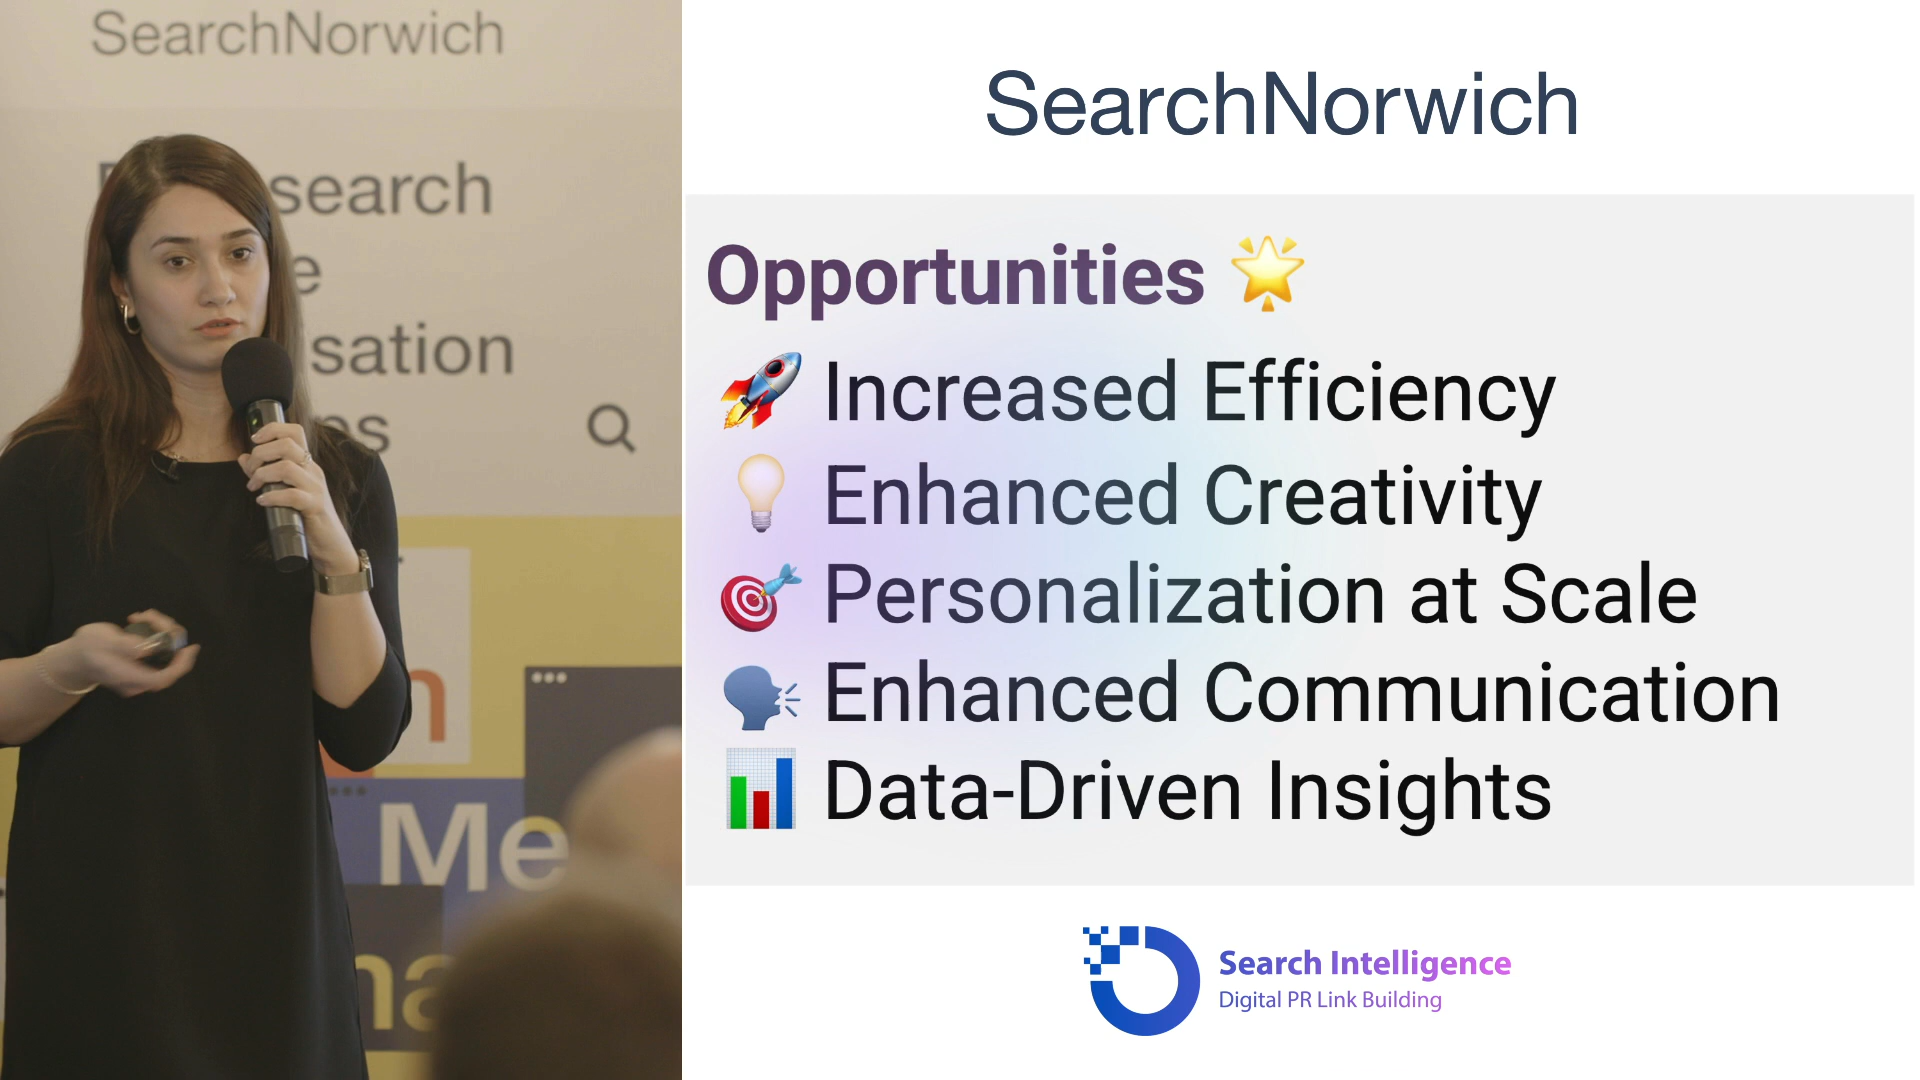 SearchNorwich
search
sation
Me
SearchNorwich
Opportunities
Increased Efficiency
Enhanced Creativity
Personalization at Scale
Enhanced Communication
Data-Driven Insights
Search Intelligence
Digital PR Link Building